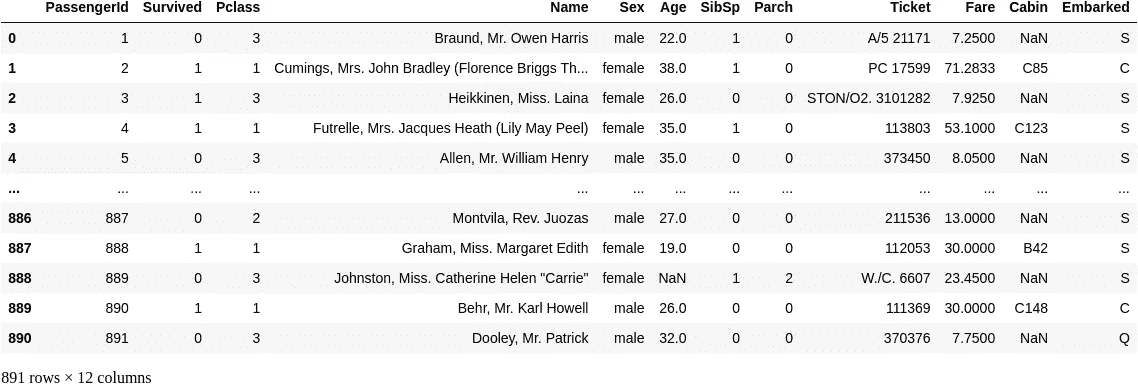 PassengerId Survived Pclass Name Sex Age SibSp Parch Ticket Fare Cabin Embarked
0 1 0 3 Braund, Mr. Owen Harris male 22.0 1 0 A/5 21171 7.2500 NaN S
1 2 1 1 Cumings, Mrs. John Bradley (Florence Briggs Th... female 38.0 1 0 PC 17599 71.2833 C85 C
2 3 1 3 Heikkinen, Miss. Laina female 26.0 0 0 STON/O2. 3101282 7.9250 NaN S
3 4 1 1 Futrelle, Mrs. Jacques Heath (Lily May Peel) female 35.0 1 0 113803 53.1000 C123 S
4 5 0 3 Allen, Mr. William Henry male 35.0 0 0 373450 8.0500 NaN S
... ... ... ... ... ... ... ... ... ... ... ... ...
886 887 0 2 Montvila, Rev. Juozas male 27.0 0 0 211536 13.0000 NaN S
887 888 1 1 Graham, Miss. Margaret Edith female 19.0 0 0 112053 30.0000 B42 S
888 889 0 3 Johnston, Miss. Catherine Helen "Carrie" female NaN 1 2 W./C. 6607 23.4500 NaN S
889 890 1 1 Behr, Mr. Karl Howell male 26.0 0 0 111369 30.0000 C148 C
890 891 0 3 Dooley, Mr. Patrick male 32.0 0 0 370376 7.7500 NaN Q
891 rows × 12 columns